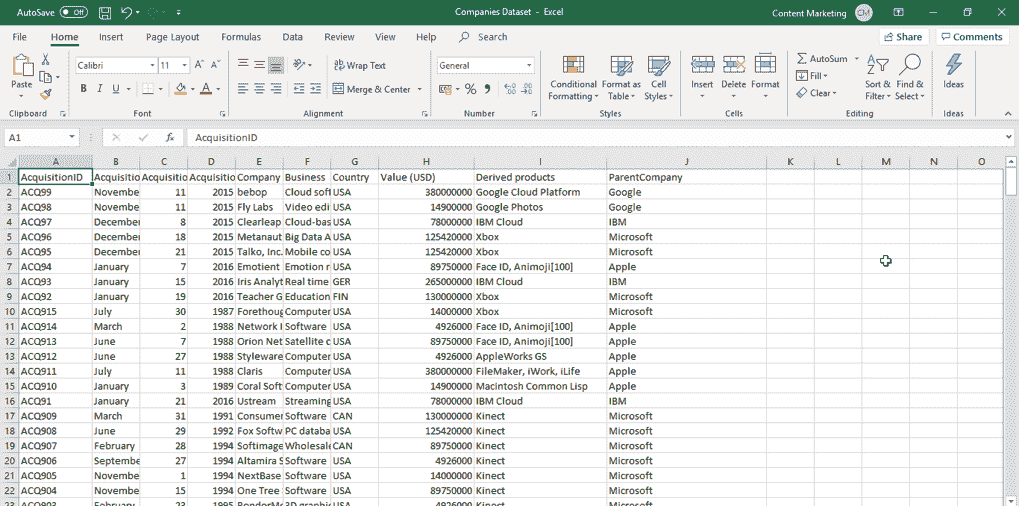 AutoSave Off Companies Dataset - Excel Content Marketing CM
File Home Insert Page Layout Formulas Data Review View Help Search Share Comments
Paste Calibri 11 Wrap Text General Conditional Formatting Format as Table Cell Styles Insert Delete Format AutoSum Sort & Filter Find & Select Ideas
B I U Merge & Center $ % Fill Clear
Clipboard Font Alignment Number Styles Cells Editing Ideas
A1 fx AcquisitionID
A B C D E F G H I J K L M N O
1 AcquisitionID Acquisitio Acquisitio Acquisitio Company Business Country Value (USD) Derived products ParentCompany
2 ACQ99 Novembe 11 2015 bebop Cloud soft USA 380000000 Google Cloud Platform Google
3 ACQ98 Novembe 11 2015 Fly Labs Video edi USA 14900000 Google Photos Google
4 ACQ97 December 8 2015 Clearleap Cloud-bas USA 78000000 IBM Cloud IBM
5 ACQ96 December 18 2015 Metanaut Big Data A USA 125420000 Xbox Microsoft
6 ACQ95 December 21 2015 Talko, Inc. Mobile co USA 125420000 Xbox Microsoft
7 ACQ94 January 7 2016 Emotient Emotion r USA 89750000 Face ID, Animoji[100] Apple
8 ACQ93 January 15 2016 Iris Analyt Real time GER 265000000 IBM Cloud IBM
9 ACQ92 January 19 2016 Teacher G Education FIN 130000000 Xbox Microsoft
10 ACQ915 July 30 1987 Forethoug Computer USA 14000000 Xbox Microsoft
11 ACQ914 March 2 1988 Network I Software USA 4926000 Face ID, Animoji[100] Apple
12 ACQ913 June 7 1988 Orion Net Satellite c USA 89750000 Face ID, Animoji[100] Apple
13 ACQ912 June 27 1988 Styleware Computer USA 4926000 AppleWorks GS Apple
14 ACQ911 July 11 1988 Claris Computer USA 380000000 FileMaker, iWork, iLife Apple
15 ACQ910 January 3 1989 Coral Soft Computer USA 14900000 Macintosh Common Lisp Apple
16 ACQ91 January 21 2016 Ustream Streaming USA 78000000 IBM Cloud IBM
17 ACQ909 March 31 1991 Consumer Software CAN 130000000 Kinect Microsoft
18 ACQ908 June 29 1992 Fox Softw PC databa USA 125420000 Kinect Microsoft
19 ACQ907 February 28 1994 Softimage Wholesale CAN 89750000 Kinect Microsoft
20 ACQ906 Septembe 27 1994 Altamira S Software USA 4926000 Kinect Microsoft
21 ACQ905 Novembe 1 1994 NextBase Software USA 14000000 Kinect Microsoft
22 ACQ904 Novembe 15 1994 One Tree Software USA 89750000 Kinect Microsoft
23 ACQ903 February 23 1995 RenderMo 3D graphi USA 4926000 Kinect Microsoft